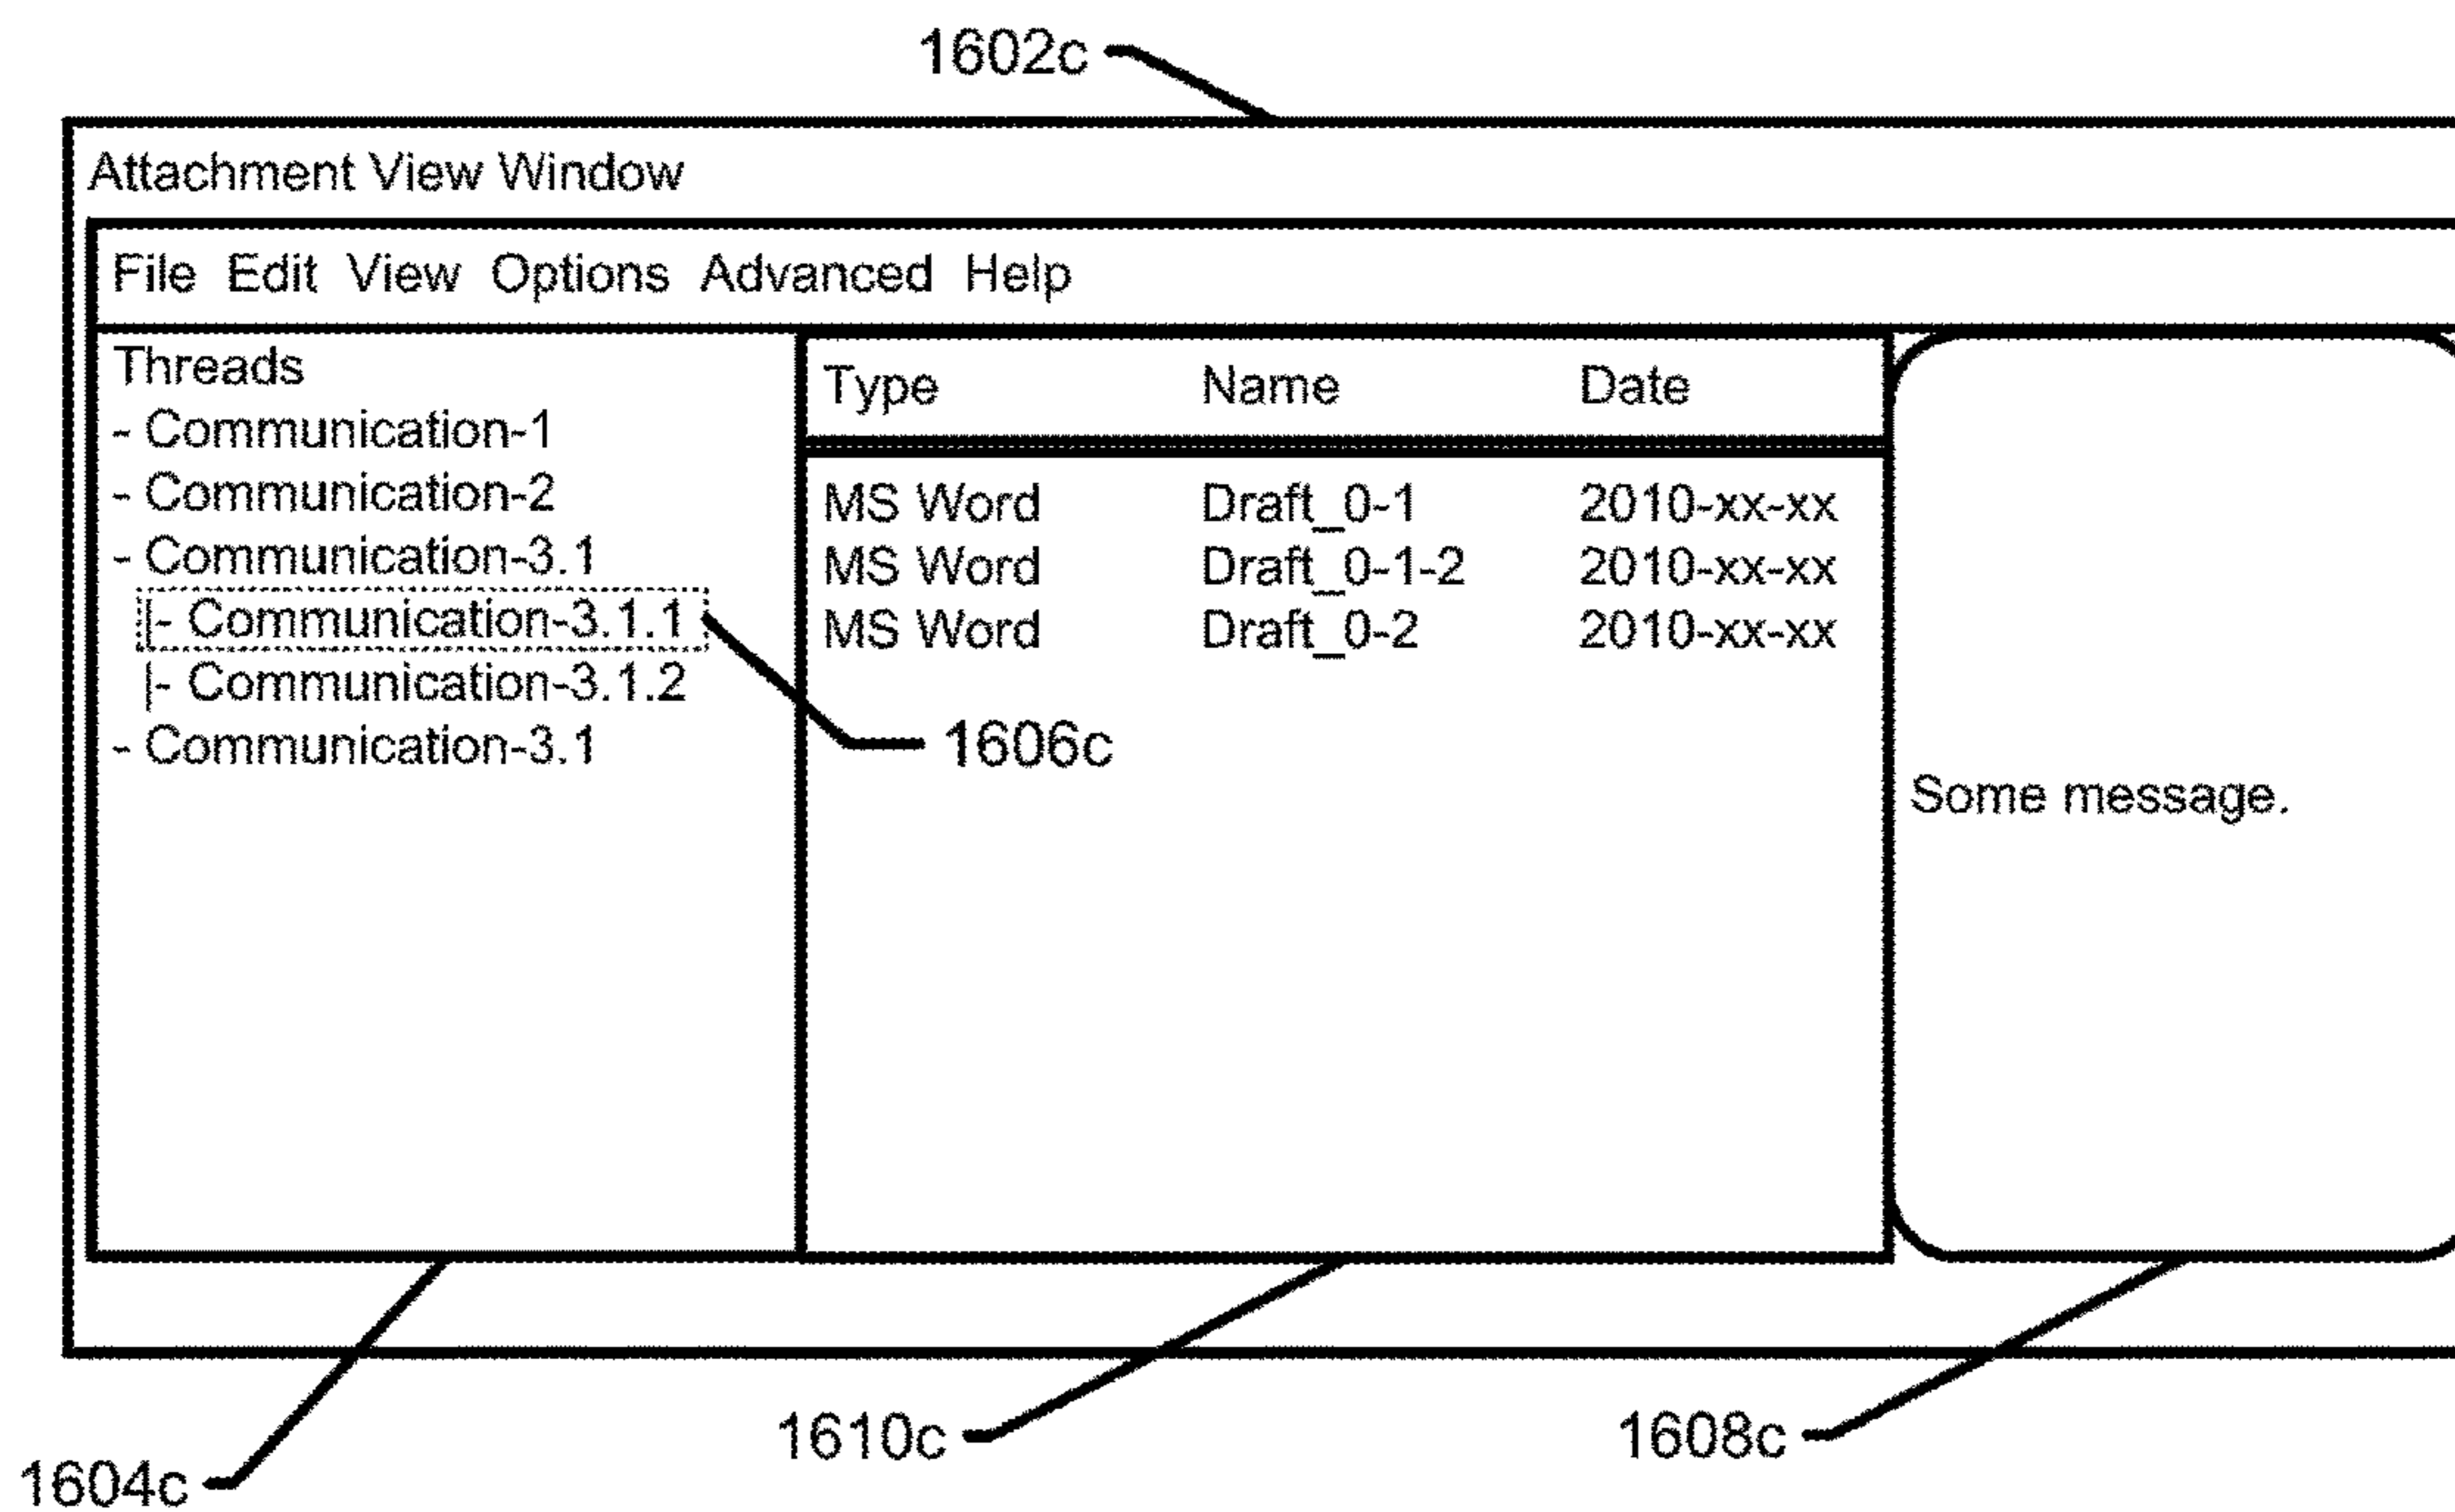 1602c
Attachment View Window
File Edit View Options Advanced Help
Threads
- Communication-1
- Communication-2
- Communication-3.1
|- Communication-3.1.1
|- Communication-3.1.2
- Communication-3.1
Type Name Date
MS Word Draft_0-1 2010-xx-xx
MS Word Draft_0-1-2 2010-xx-xx
MS Word Draft_0-2 2010-xx-xx
1606c
Some message.
1604c
1610c
1608c